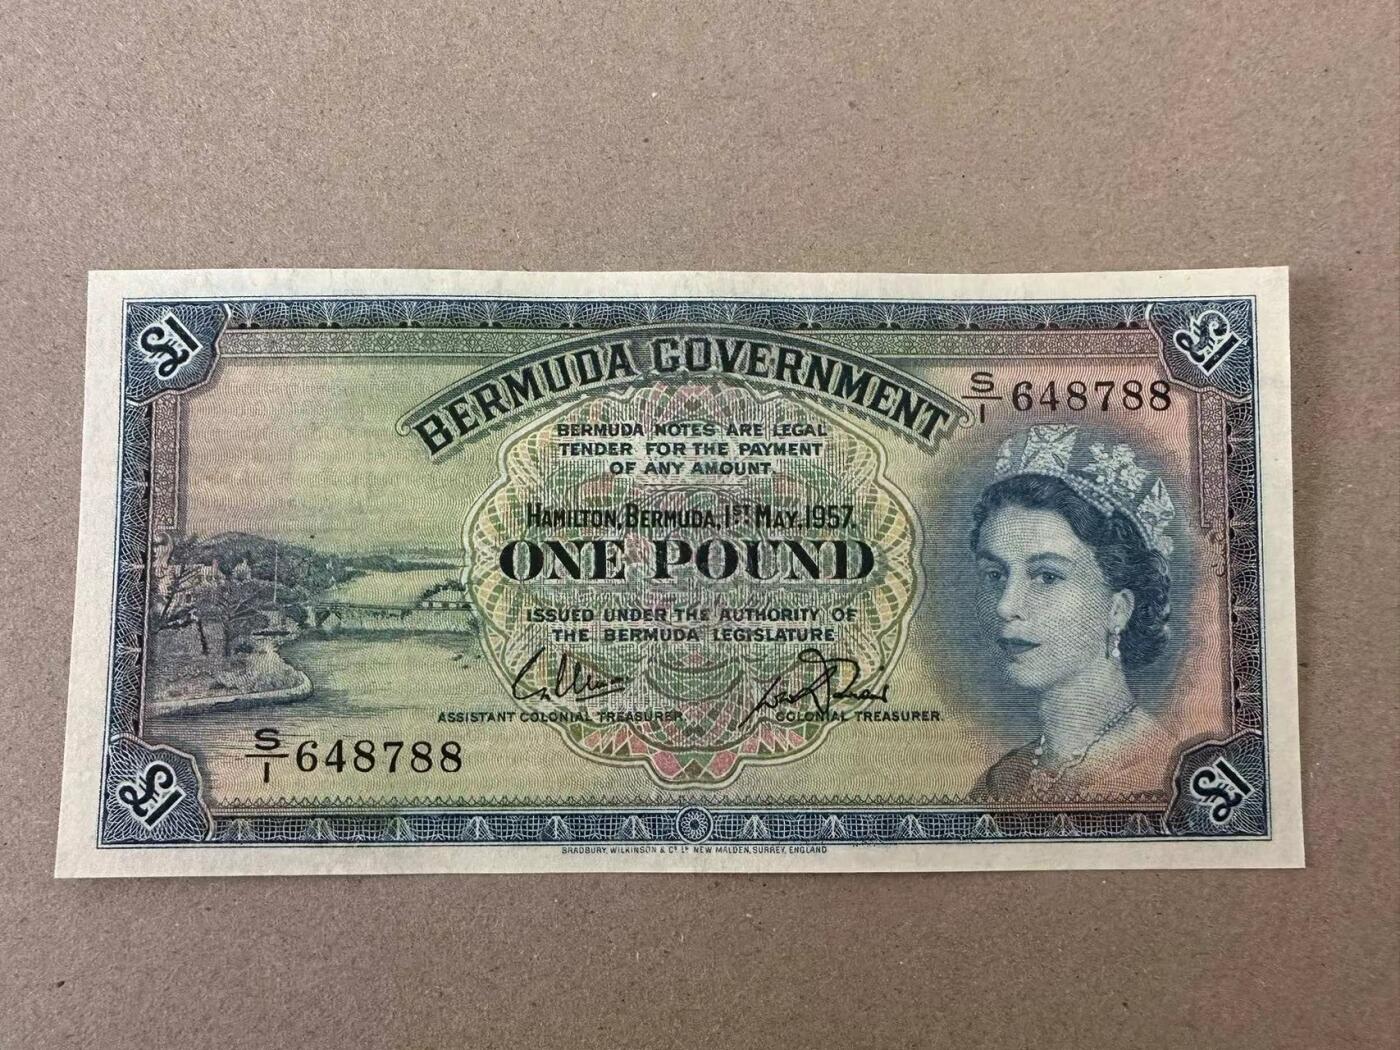 £1
£1
BERMUDA GOVERNMENT
S/1 648788
BERMUDA NOTES ARE LEGAL
TENDER FOR THE PAYMENT
OF ANY AMOUNT.
HAMILTON, BERMUDA, 1ST MAY, 1957.
ONE POUND
ISSUED UNDER THE AUTHORITY OF
THE BERMUDA LEGISLATURE
ASSISTANT COLONIAL TREASURER.
COLONIAL TREASURER.
S/1 648788
£1
£1
BRADBURY, WILKINSON & Co. Ld. NEW MALDEN, SURREY, ENGLAND